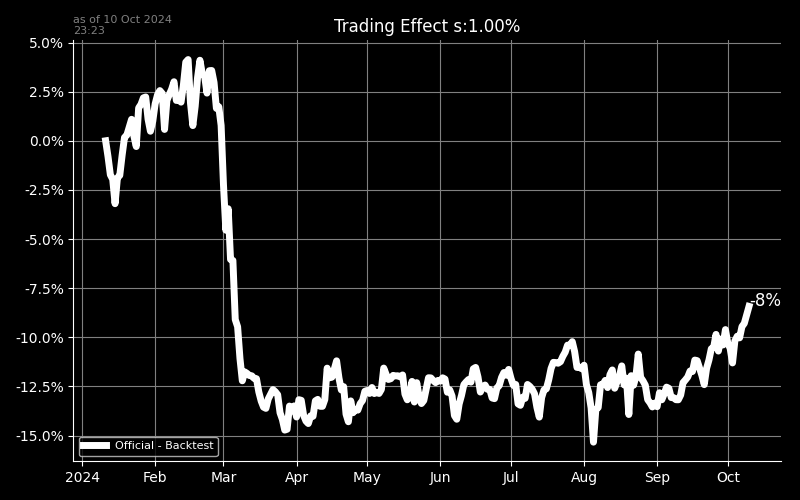 as of 10 Oct 2024
23:23
Trading Effect s:1.00%
5.0%
2.5%
0.0%
-2.5%
-5.0%
-7.5%
-10.0%
-12.5%
-15.0%
-8%
Official - Backtest
2024 Feb Mar Apr May Jun Jul Aug Sep Oct